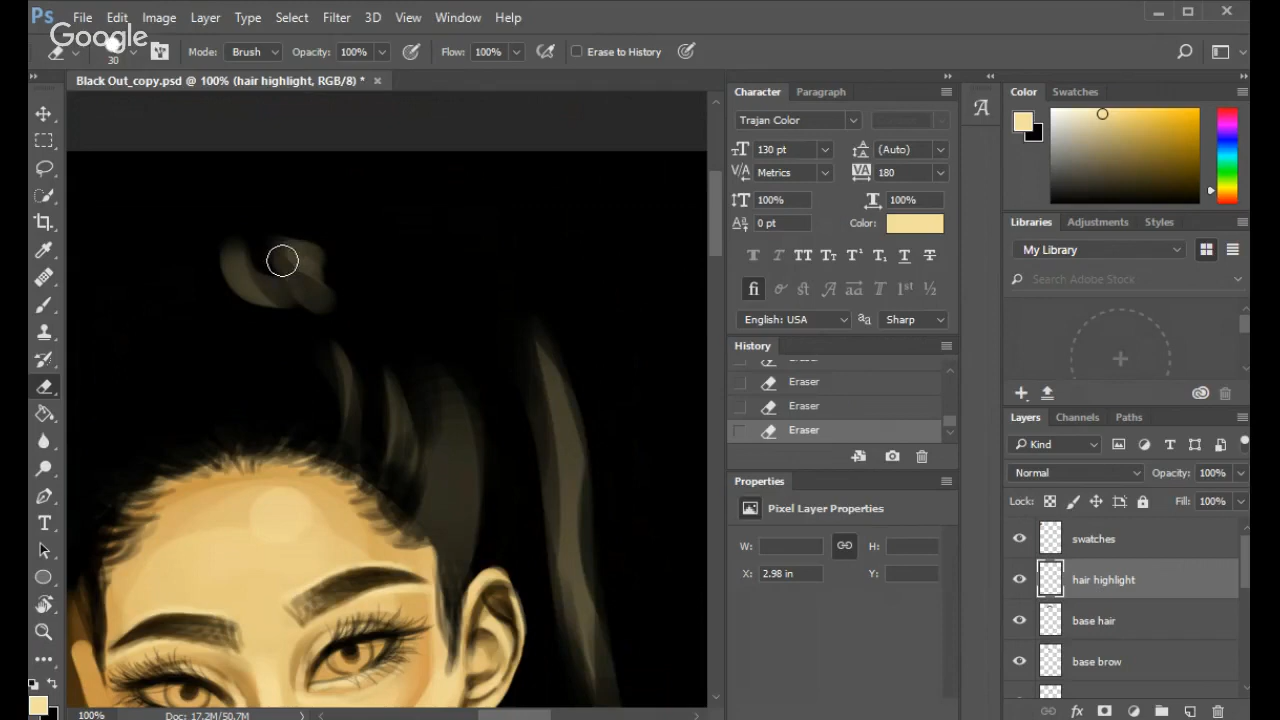 Ps File Edit Image Layer Type Select Filter 3D View Window Help
Google
30 Mode: Brush Opacity: 100% Flow: 100% Erase to History
Black Out_copy.psd @ 100% (hair highlight, RGB/8) *
Character Paragraph
Trajan Color
130 pt (Auto)
Metrics 180
100% 100%
0 pt Color:
English: USA Sharp
History
Eraser
Eraser
Eraser
Eraser
Properties
Pixel Layer Properties
W: H:
X: 2.98 in Y:
Color Swatches
Libraries Adjustments Styles
My Library
Search Adobe Stock
Layers Channels Paths
Kind
Normal Opacity: 100%
Lock: Fill: 100%
swatches
hair highlight
base hair
base brow
100% Doc: 17.2M/50.7M